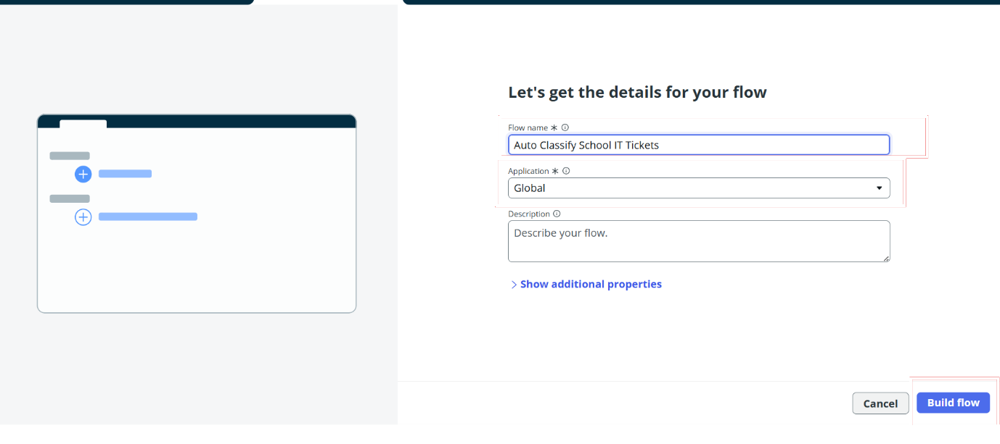 Let's get the details for your flow
Flow name *
Auto Classify School IT Tickets
Application *
Global
Description
Describe your flow.
Show additional properties
Cancel
Build flow